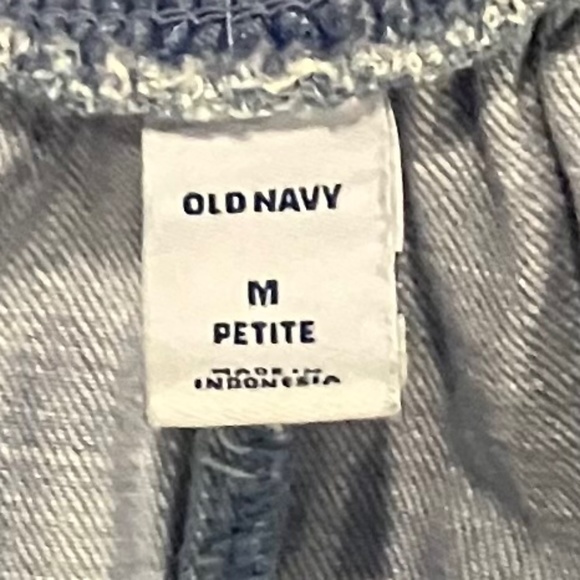 OLD NAVY
M
PETITE
MADE IN
INDONESIA